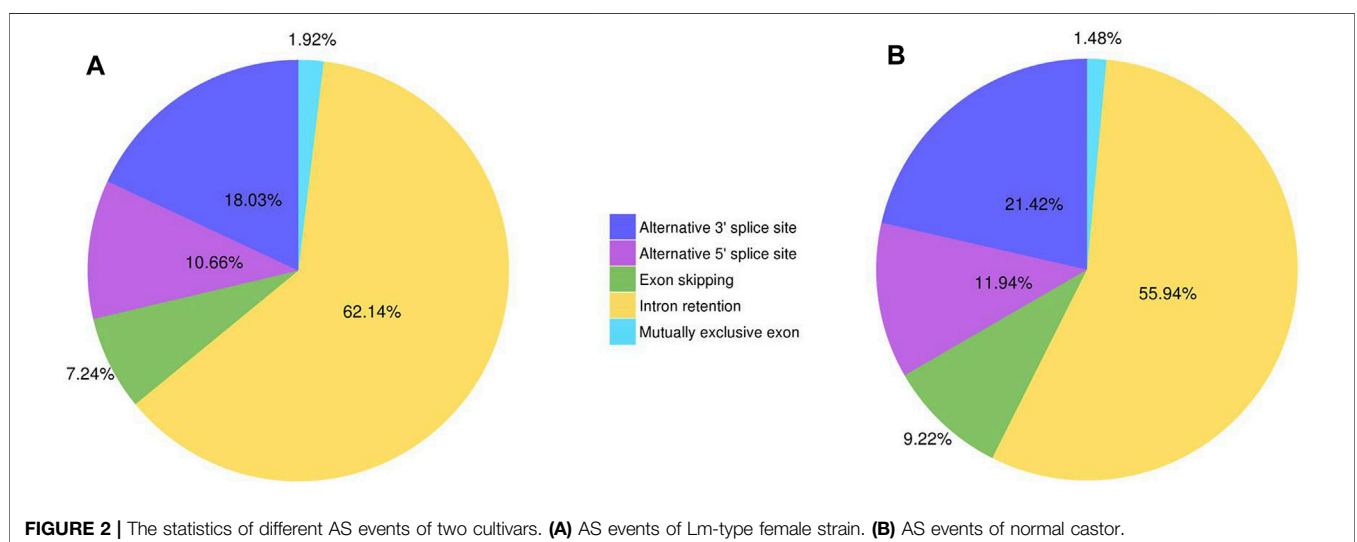 A
1.92%
18.03%
10.66%
62.14%
7.24%
Alternative 3' splice site
Alternative 5' splice site
Exon skipping
Intron retention
Mutually exclusive exon
B
1.48%
21.42%
11.94%
55.94%
9.22%
FIGURE 2 | The statistics of different AS events of two cultivars. (A) AS events of Lm-type female strain. (B) AS events of normal castor.